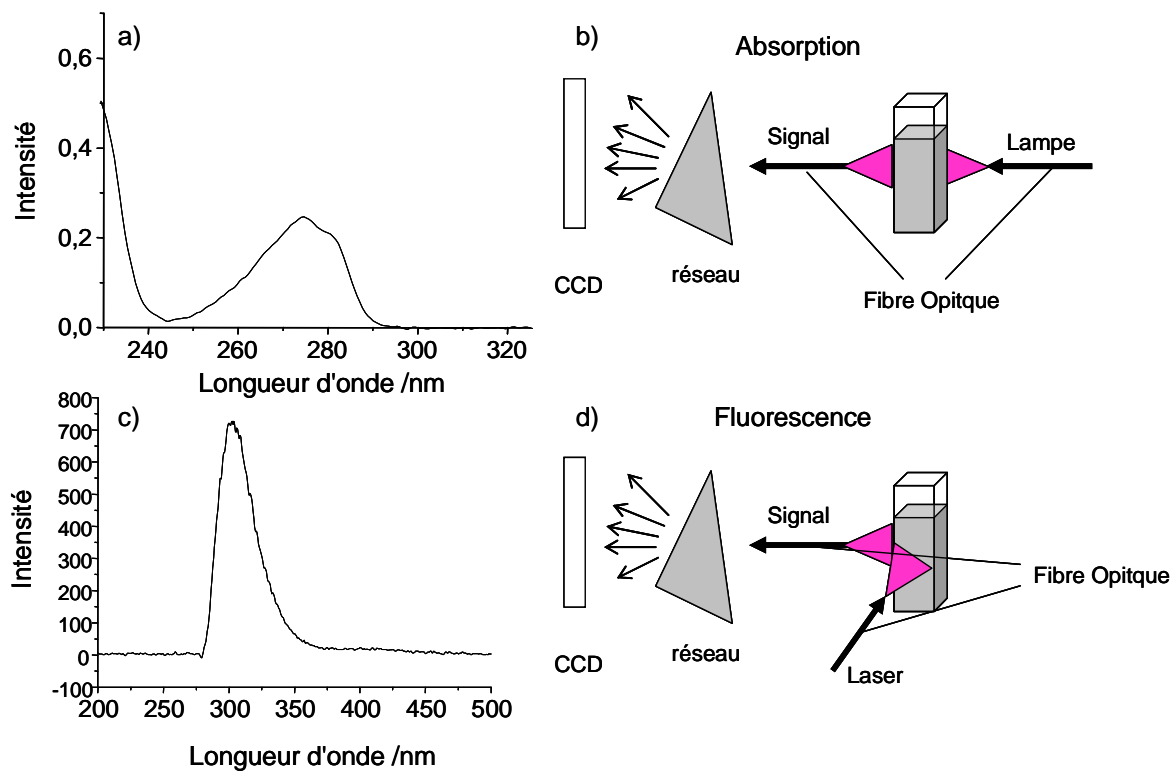 a)
0,6
0,4
0,2
0,0
Intensité
240 260 280 300 320
Longueur d'onde /nm
b)
Absorption
Signal
Lampe
CCD
réseau
Fibre Opitque
c)
800
700
600
500
400
300
200
100
0
-100
Intensité
200 250 300 350 400 450 500
Longueur d'onde /nm
d)
Fluorescence
Signal
Fibre Opitque
CCD
réseau
Laser